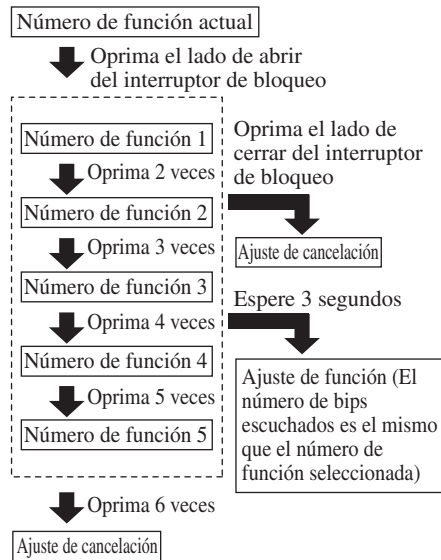 Número de función actual
Oprima el lado de abrir
del interruptor de bloqueo
Número de función 1
Oprima 2 veces
Número de función 2
Oprima 3 veces
Número de función 3
Oprima 4 veces
Número de función 4
Oprima 5 veces
Número de función 5
Oprima el lado de
cerrar del interruptor
de bloqueo
Ajuste de cancelación
Espere 3 segundos
Ajuste de función (El
número de bips
escuchados es el mismo
que el número de
función seleccionada)
Oprima 6 veces
Ajuste de cancelación